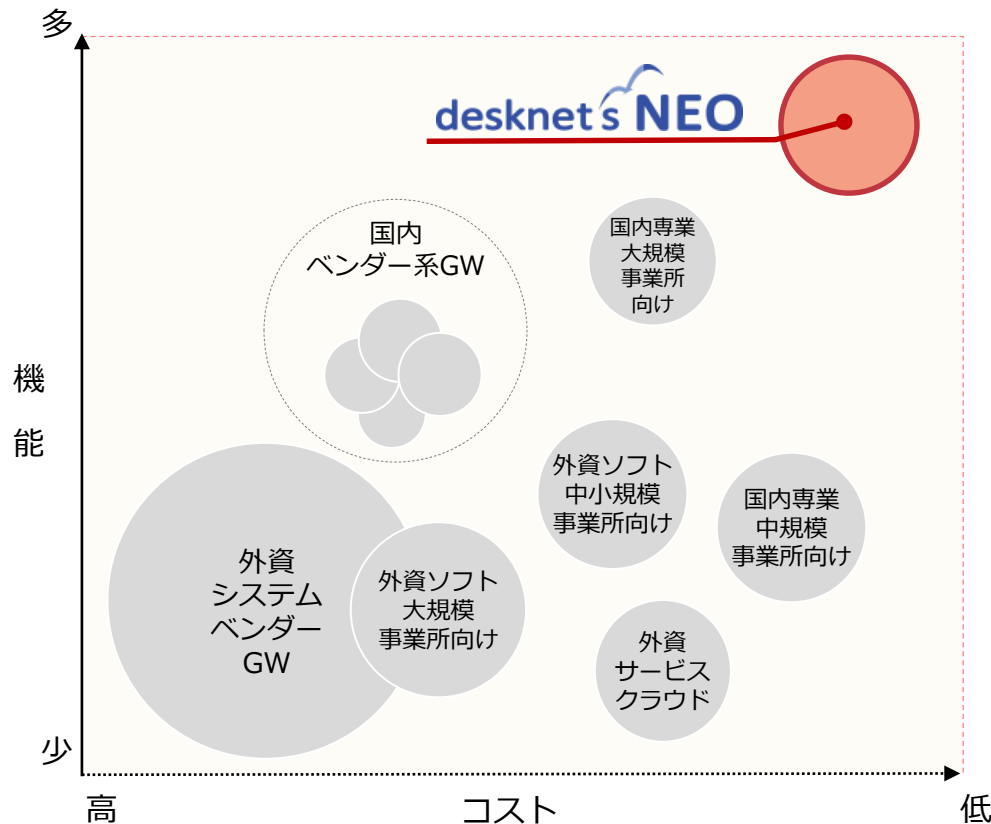 多
desknet's NEO
国内
ベンダー系GW
国内専業
大規模
事業所
向け
機
能
外資ソフト
中小規模
事業所向け
国内専業
中規模
事業所向け
外資
システム
ベンダー
GW
外資ソフト
大規模
事業所向け
外資
サービス
クラウド
少
高
コスト
低